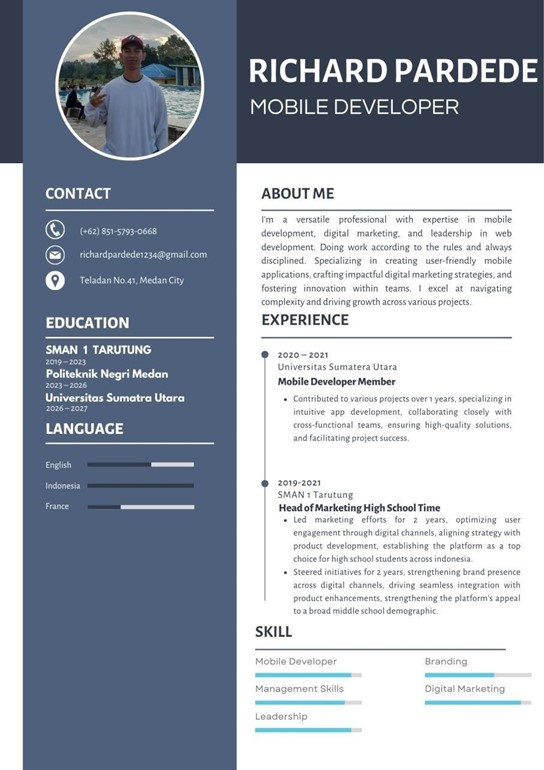 RICHARD PARDEDE
MOBILE DEVELOPER
CONTACT
(+62) 851-5793-0668
richardpardede1234@gmail.com
Teladan No.41, Medan City
EDUCATION
SMAN 1 TARUTUNG
2019–2023
Politeknik Negri Medan
2023–2026
Universitas Sumatra Utara
2026–2027
LANGUAGE
English
Indonesia
France
ABOUT ME
I'm a versatile professional with expertise in mobile
development, digital marketing, and leadership in web
development. Doing work according to the rules and always
disciplined. Specializing in creating user-friendly mobile
applications, crafting impactful digital marketing strategies, and
fostering innovation within teams. I excel at navigating
complexity and driving growth across various projects.
EXPERIENCE
2020 – 2021
Universitas Sumatera Utara
Mobile Developer Member
• Contributed to various projects over 1 years, specializing in
intuitive app development, collaborating closely with
cross-functional teams, ensuring high-quality solutions,
and facilitating project success.
2019-2021
SMAN 1 Tarutung
Head of Marketing High School Time
• Led marketing efforts for 2 years, optimizing user
engagement through digital channels, aligning strategy with
product development, establishing the platform as a top
choice for high school students across indonesia.
• Steered initiatives for 2 years, strengthening brand presence
across digital channels, driving seamless integration with
product enhancements, strengthening the platform's appeal
to a broad middle school demographic.
SKILL
Mobile Developer
Management Skills
Leadership
Branding
Digital Marketing